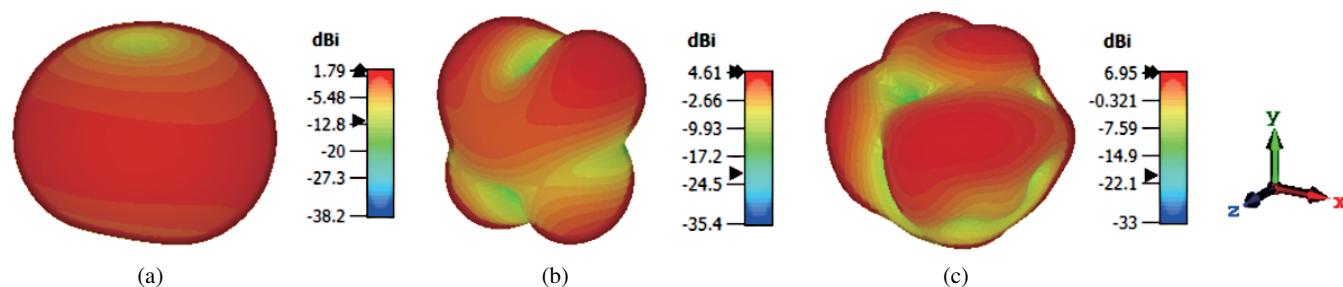 dBi
1.79
-5.48
-12.8
-20
-27.3
-38.2
(a)
dBi
4.61
-2.66
-9.93
-17.2
-24.5
-35.4
(b)
dBi
6.95
-0.321
-7.59
-14.9
-22.1
-33
(c)
y
z
x